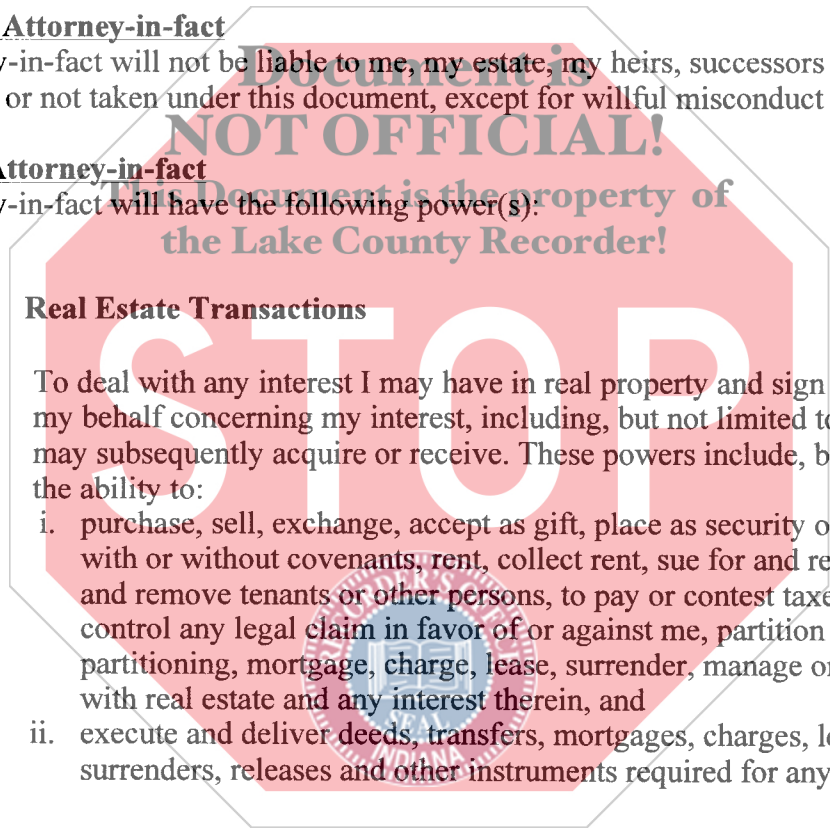 Attorney-in-fact
y-in-fact will not be liable to me, my estate, my heirs, successors
or not taken under this document, except for willful misconduct
Document is
NOT OFFICIAL!
Attorney-in-fact
y-in-fact will have the following power(s):
This Document is the property of
the Lake County Recorder!
Real Estate Transactions
STOP
To deal with any interest I may have in real property and sign
my behalf concerning my interest, including, but not limited to
may subsequently acquire or receive. These powers include, b
the ability to:
i. purchase, sell, exchange, accept as gift, place as security o
with or without covenants, rent, collect rent, sue for and re
and remove tenants or other persons, to pay or contest taxe
control any legal claim in favor of or against me, partition
partitioning, mortgage, charge, lease, surrender, manage or
with real estate and any interest therein, and
ii. execute and deliver deeds, transfers, mortgages, charges, le
surrenders, releases and other instruments required for any
RECORDER'S OFFICE
SEAL
INDIANA